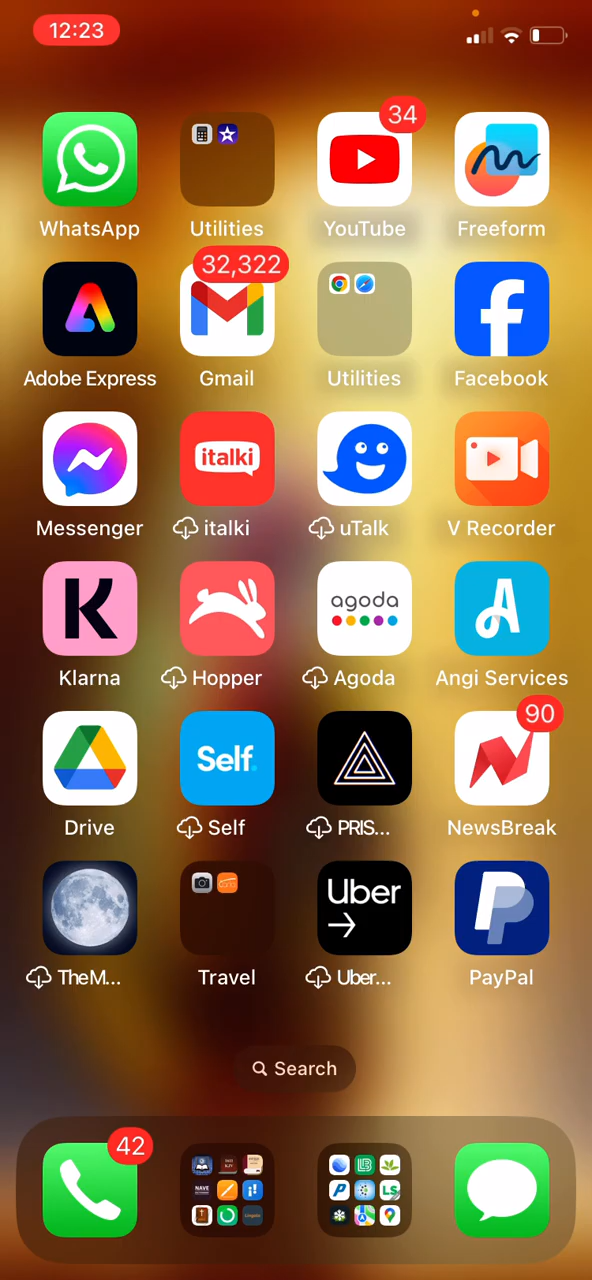 12:23
34
WhatsApp
Utilities
YouTube
Freeform
32,322
Adobe Express
Gmail
Utilities
Facebook
italki
Messenger
italki
uTalk
V Recorder
agoda
Klarna
Hopper
Agoda
Angi Services
90
Self.
Drive
Self
PRIS...
NewsBreak
Uber
TheM...
Travel
Uber...
PayPal
Search
42
NAVE
LS